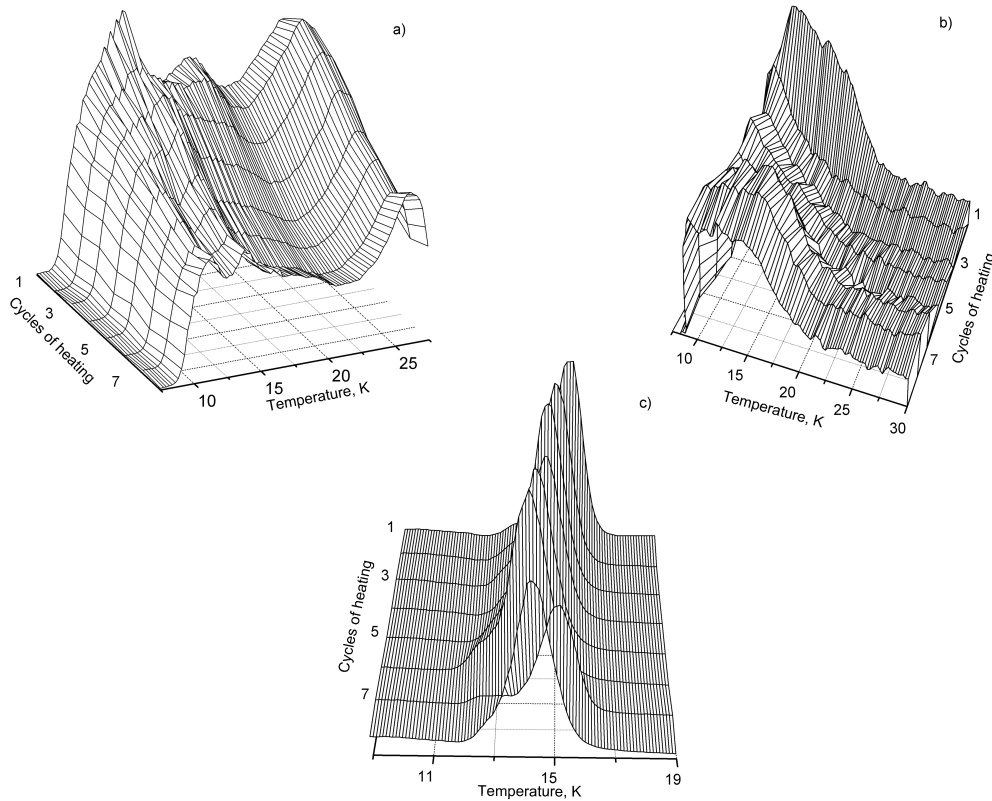 a)
1
3
5
7
Cycles of heating
10
15
20
25
Temperature, K
b)
1
3
5
7
Cycles of heating
10
15
20
25
30
Temperature, K
c)
1
3
5
7
Cycles of heating
11
15
19
Temperature, K